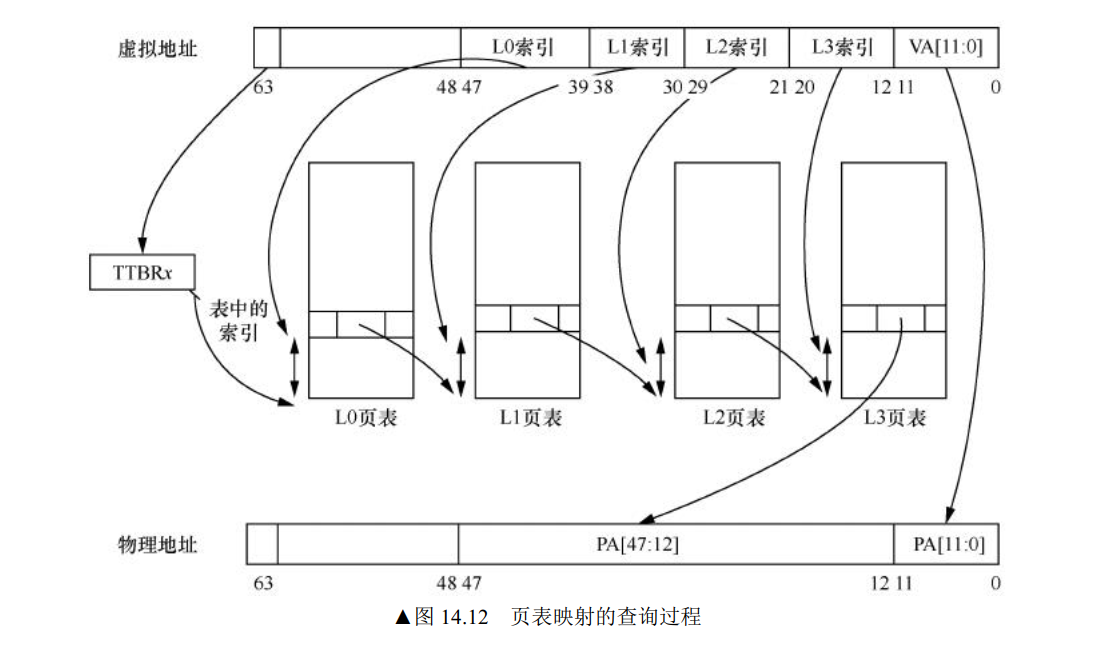 虚拟地址 L0索引 L1索引 L2索引 L3索引 VA[11:0]
63 48 47 39 38 30 29 21 20 12 11 0
TTBRx
表中的
索引
L0页表 L1页表 L2页表 L3页表
物理地址 PA[47:12] PA[11:0]
63 48 47 12 11 0
▲图 14.12 页表映射的查询过程